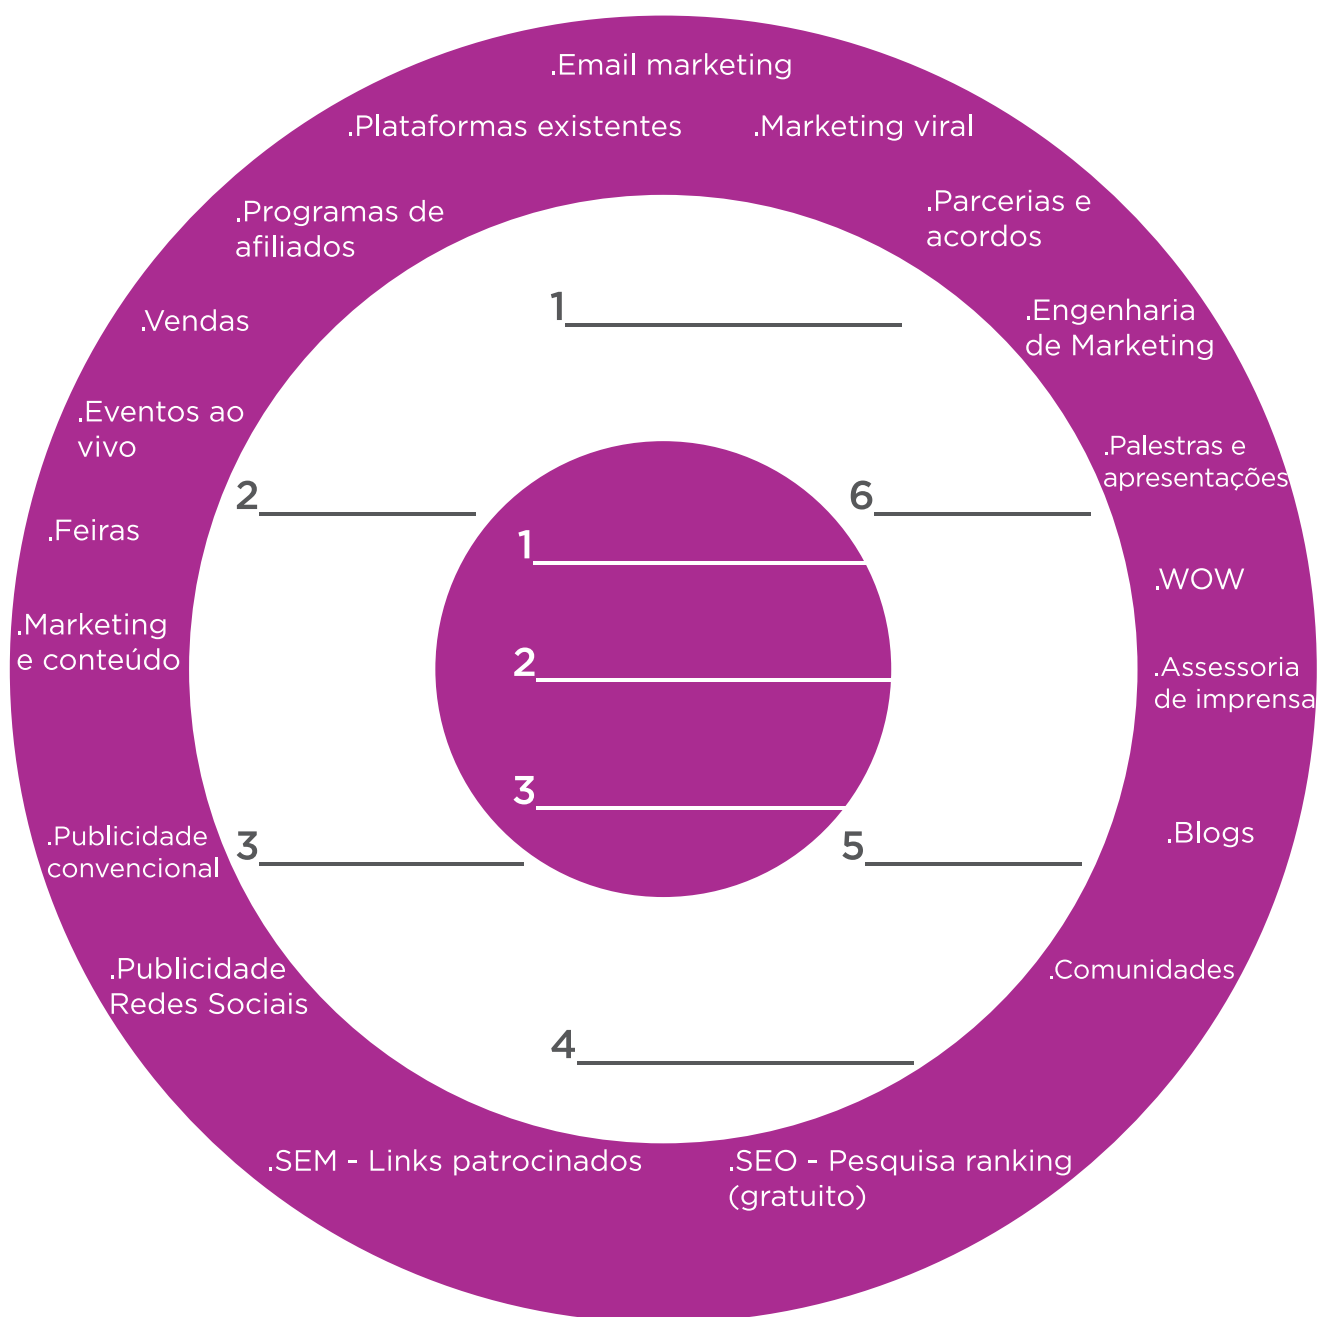 .Email marketing
.Plataformas existentes
.Marketing viral
.Programas de
afiliados
.Parcerias e
acordos
.Vendas
.Engenharia
de Marketing
.Eventos ao
vivo
.Palestras e
apresentações
.Feiras
.WOW
.Marketing
e conteúdo
.Assessoria
de imprensa
.Publicidade
convencional
.Blogs
.Publicidade
Redes Sociais
.Comunidades
.SEM - Links patrocinados
.SEO - Pesquisa ranking
(gratuito)
1
2
3
4
5
6
1
2
3